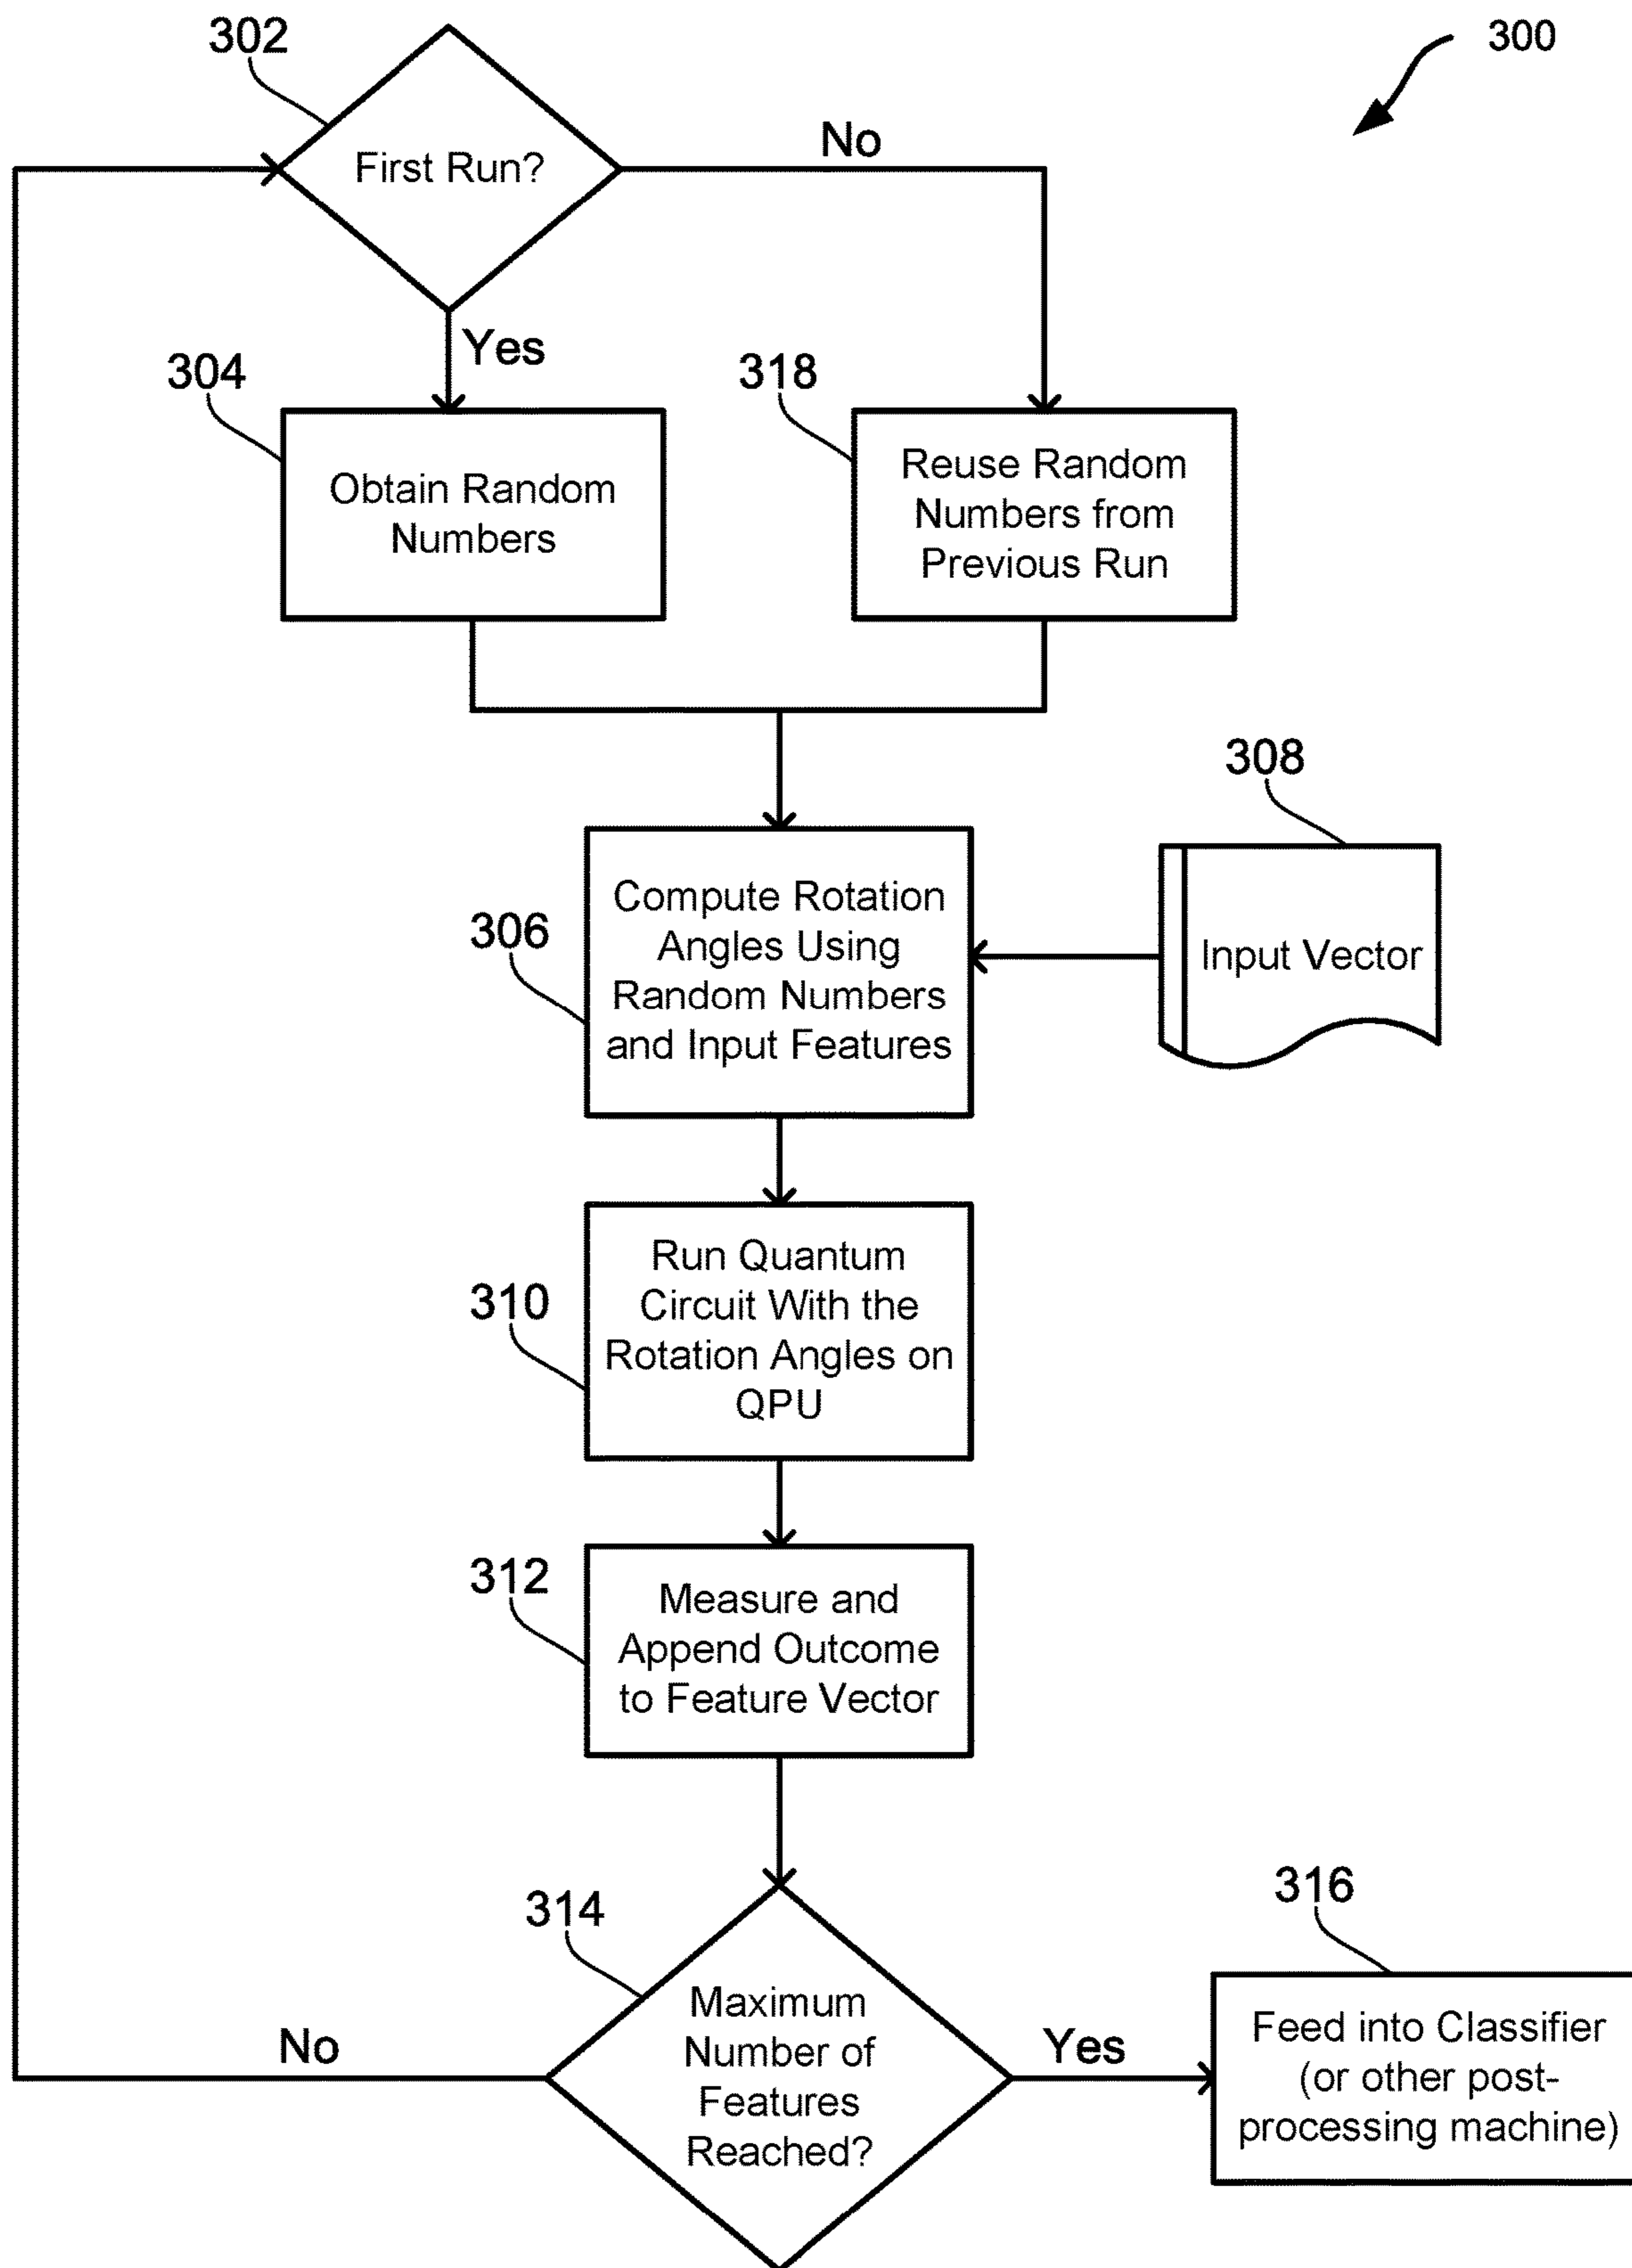 302
300
First Run?
No
Yes
304
318
Obtain Random
Numbers
Reuse Random
Numbers from
Previous Run
308
306
Compute Rotation
Angles Using
Random Numbers
and Input Features
Input Vector
310
Run Quantum
Circuit With the
Rotation Angles on
QPU
312
Measure and
Append Outcome
to Feature Vector
314
316
Maximum
Number of
Features
Reached?
No
Yes
Feed into Classifier
(or other post-
processing machine)